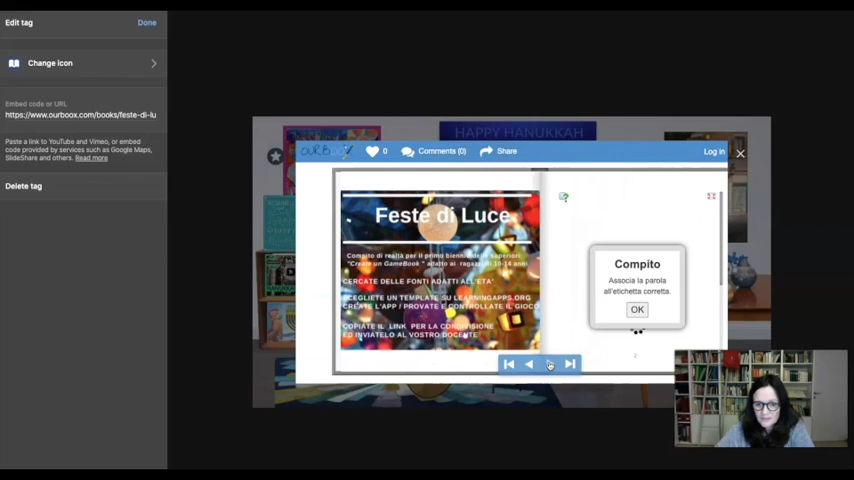 Edit tag
Done
Change icon
Embed code or URL
https://www.ourboox.com/books/feste-di-lu
Paste a link to YouTube and Vimeo, or embed
code provided by services such as Google Maps,
SlideShare and others. Read more
Delete tag
HAPPY HANUKKAH
OURBOOX
0
Comments (0)
Share
Log in
Feste di Luce
Compito di realtà per il primo biennio delle superiori:
"Create un GameBook" adatto ai ragazzi 10-14 anni
CERCATE DELLE FONTI ADATTI ALL'ETA'
SCEGLIETE UN TEMPLATE SU LEARNINGAPPS.ORG
CREATE L'APP / PROVATE E CONTROLLATE IL GIOCO
COPIATE IL LINK PER LA CONDIVISIONE
ED INVIATELO AL VOSTRO DOCENTE
Compito
Associa la parola
all'etichetta corretta.
OK
2